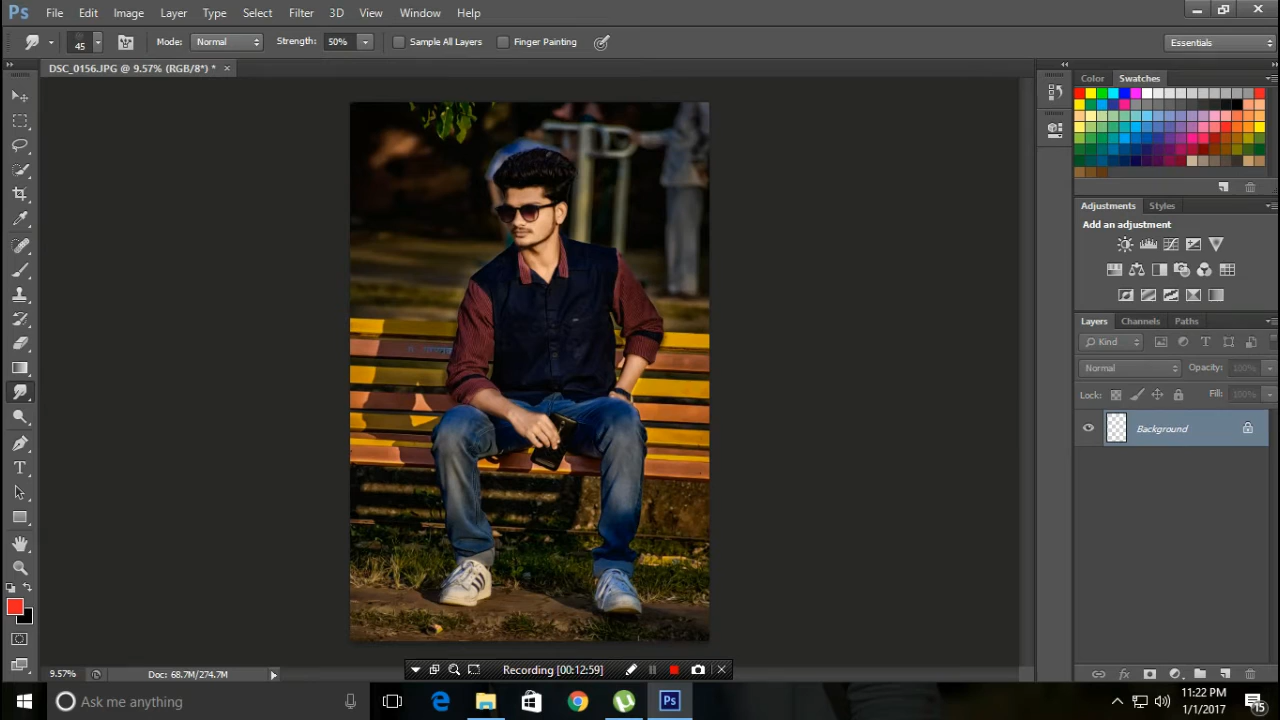 Ps File Edit Image Layer Type Select Filter 3D View Window Help
45 Mode: Normal Strength: 50% Sample All Layers Finger Painting Essentials
DSC_0156.JPG @ 9.57% (RGB/8*) * ×
Color Swatches
Adjustments Styles
Add an adjustment
Layers Channels Paths
Kind
Normal Opacity: 100%
Lock: Fill: 100%
Background
9.57% Doc: 68.7M/274.7M
Recording [00:12:59]
Ask me anything
Ps
11:22 PM
1/1/2017
15